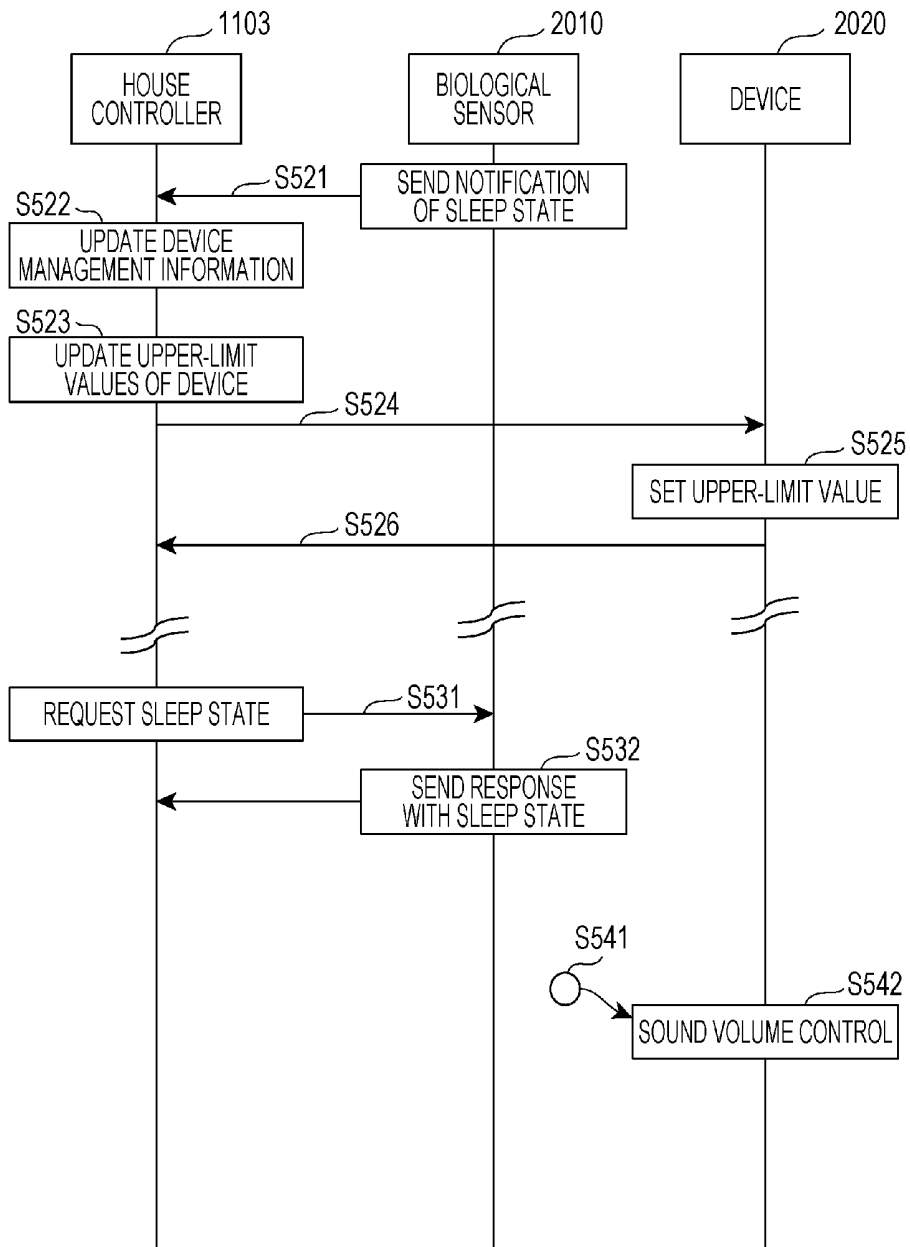 1103
2010
2020
HOUSE
CONTROLLER
BIOLOGICAL
SENSOR
DEVICE
S521
SEND NOTIFICATION
OF SLEEP STATE
S522
UPDATE DEVICE
MANAGEMENT INFORMATION
S523
UPDATE UPPER-LIMIT
VALUES OF DEVICE
S524
S525
SET UPPER-LIMIT VALUE
S526
REQUEST SLEEP STATE
S531
S532
SEND RESPONSE
WITH SLEEP STATE
S541
S542
SOUND VOLUME CONTROL